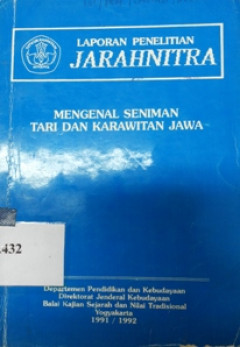 LAPORAN PENELITIAN
JARAHNITRA
MENGENAL SENIMAN
TARI DAN KARAWITAN JAWA
.432
Departemen Pendidikan dan Kebudayaan
Direktorat Jenderal Kebudayaan
Balai Kajian Sejarah dan Nilai Tradisional
Yogyakarta
1991 / 1992